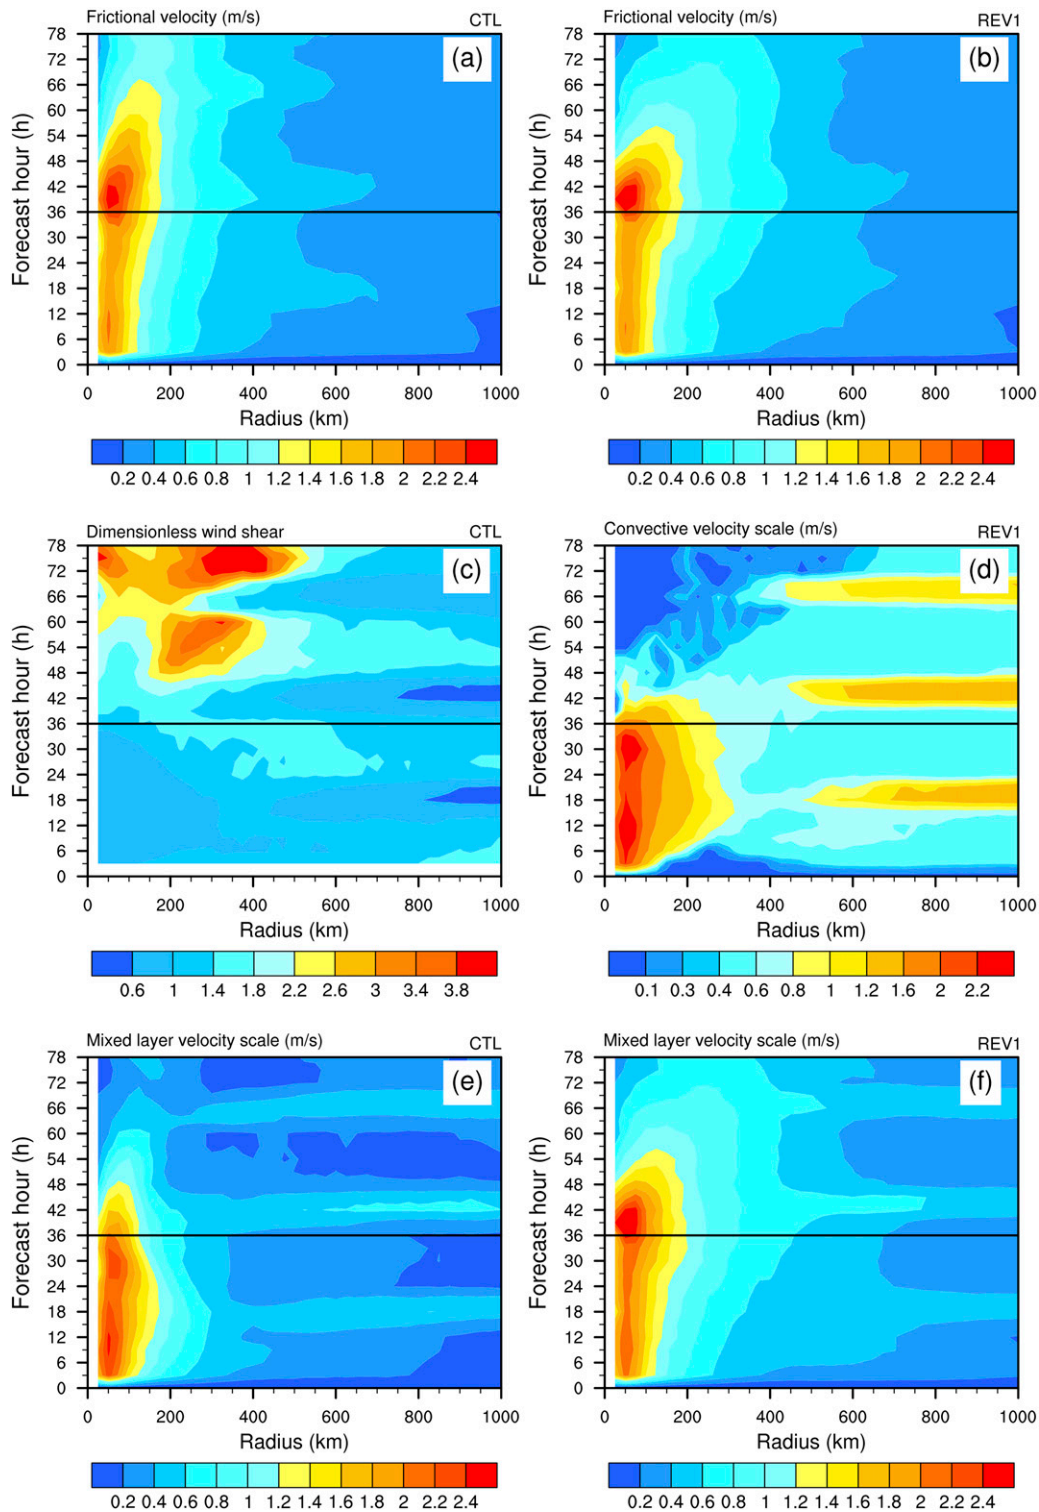 Frictional velocity (m/s) CTL
(a)
78
72
66
60
54
48
42
36
30
24
18
12
6
0
Forecast hour (h)
0 200 400 600 800 1000
Radius (km)
0.2 0.4 0.6 0.8 1 1.2 1.4 1.6 1.8 2 2.2 2.4
Frictional velocity (m/s) REV1
(b)
78
72
66
60
54
48
42
36
30
24
18
12
6
0
Forecast hour (h)
0 200 400 600 800 1000
Radius (km)
0.2 0.4 0.6 0.8 1 1.2 1.4 1.6 1.8 2 2.2 2.4
Dimensionless wind shear CTL
(c)
78
72
66
60
54
48
42
36
30
24
18
12
6
0
Forecast hour (h)
0 200 400 600 800 1000
Radius (km)
0.6 1 1.4 1.8 2.2 2.6 3 3.4 3.8
Convective velocity scale (m/s) REV1
(d)
78
72
66
60
54
48
42
36
30
24
18
12
6
0
Forecast hour (h)
0 200 400 600 800 1000
Radius (km)
0.1 0.3 0.4 0.6 0.8 1 1.2 1.6 2 2.2
Mixed layer velocity scale (m/s) CTL
(e)
78
72
66
60
54
48
42
36
30
24
18
12
6
0
Forecast hour (h)
0 200 400 600 800 1000
Radius (km)
0.2 0.4 0.6 0.8 1 1.2 1.4 1.6 1.8 2 2.2 2.4
Mixed layer velocity scale (m/s) REV1
(f)
78
72
66
60
54
48
42
36
30
24
18
12
6
0
Forecast hour (h)
0 200 400 600 800 1000
Radius (km)
0.2 0.4 0.6 0.8 1 1.2 1.4 1.6 1.8 2 2.2 2.4